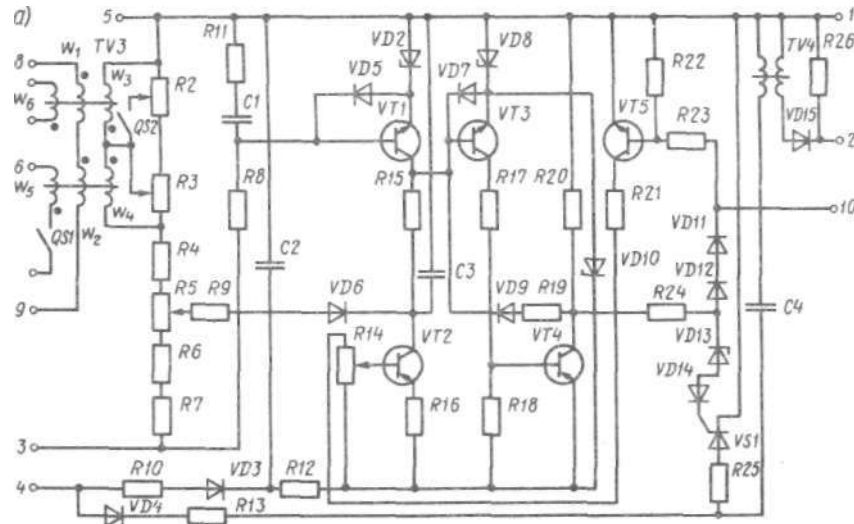 а)
5
1
W1
TV3
R11
VD2
VD8
TV4
R26
8
W3
R2
VD5
VD7
R22
W6
QS2
C1
VT1
VT3
VT5
R23
VD15
2
6
R8
R15
R17
R20
R21
W5
R3
10
QS1
W4
W2
R4
C2
C3
VD10
VD11
VD12
9
R5
R9
VD6
VD9
R19
R24
C4
R14
VT2
VT4
VD13
R6
VD14
R7
R16
R18
VS1
3
R10
VD3
R12
R25
4
VD4
R13